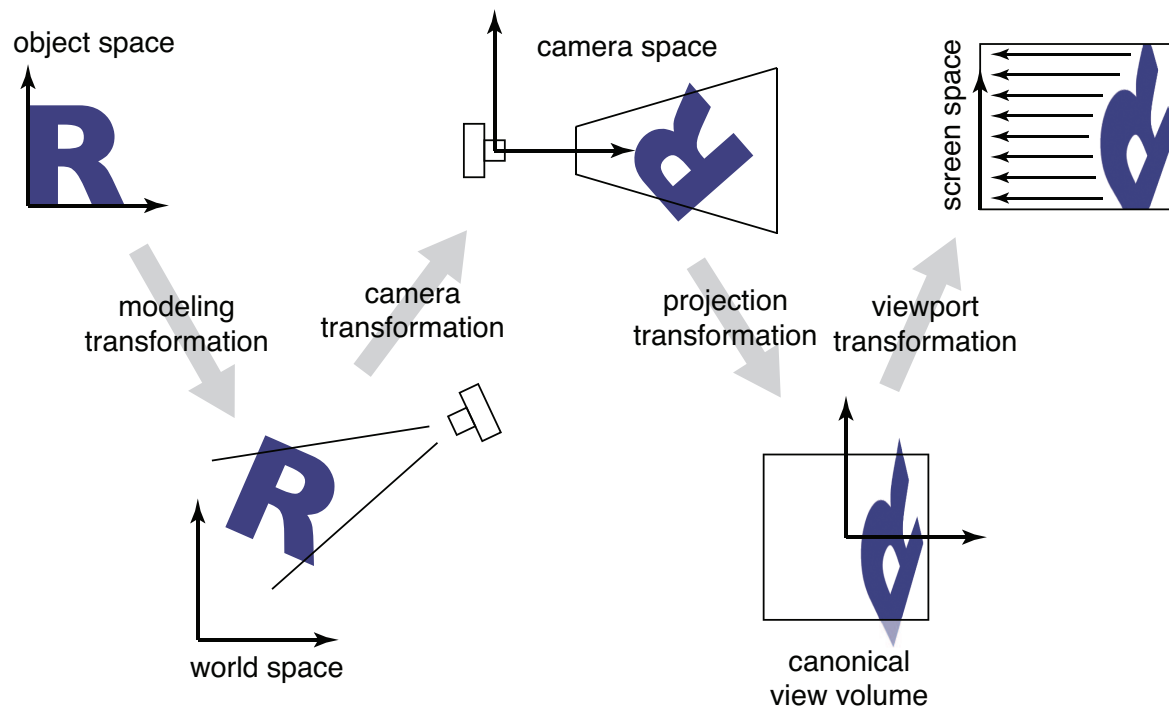 object space
modeling
transformation
world space
camera
transformation
camera space
projection
transformation
canonical
view volume
viewport
transformation
screen space